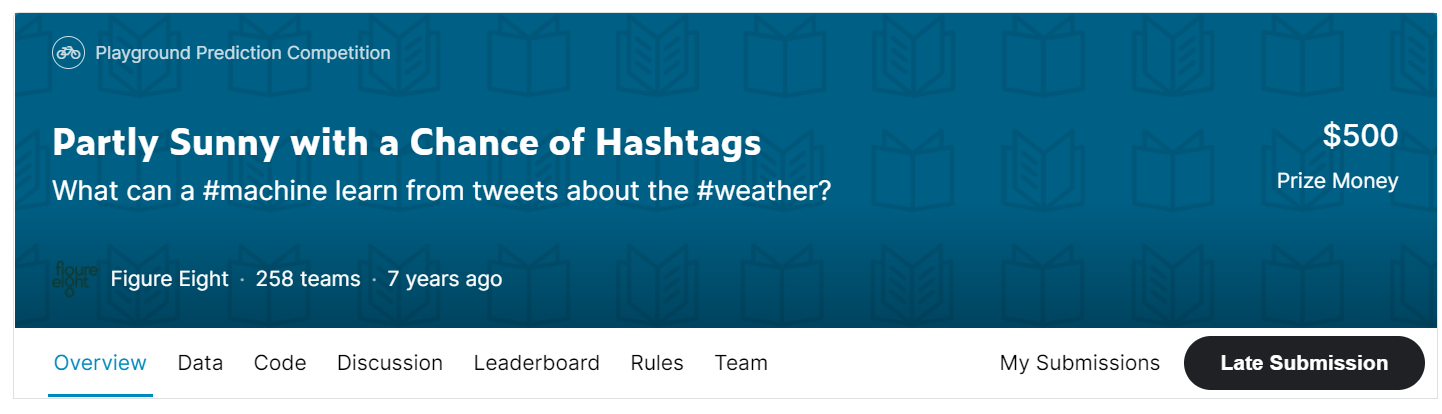 Playground Prediction Competition
Partly Sunny with a Chance of Hashtags
$500
What can a #machine learn from tweets about the #weather?
Prize Money
figure
eight
Figure Eight · 258 teams · 7 years ago
Overview Data Code Discussion Leaderboard Rules Team My Submissions Late Submission